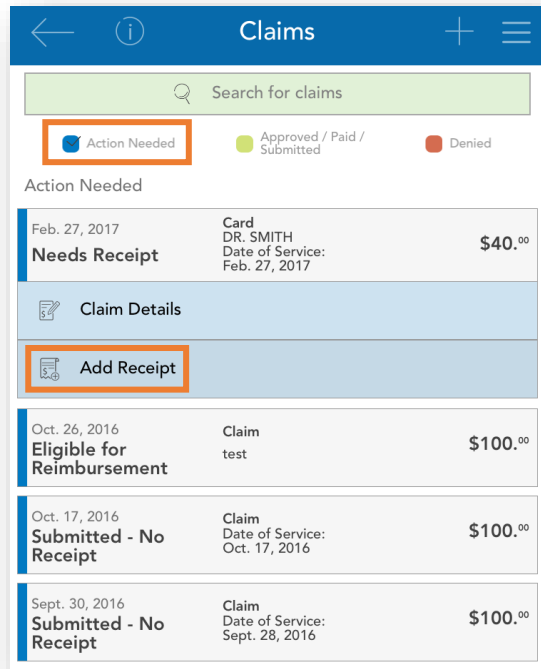 Claims
Search for claims
Action Needed
Approved / Paid /
Submitted
Denied
Action Needed
Feb. 27, 2017
Needs Receipt
Card
DR. SMITH
Date of Service:
Feb. 27, 2017
$40.00
Claim Details
Add Receipt
Oct. 26, 2016
Eligible for
Reimbursement
Claim
test
$100.00
Oct. 17, 2016
Submitted - No
Receipt
Claim
Date of Service:
Oct. 17, 2016
$100.00
Sept. 30, 2016
Submitted - No
Receipt
Claim
Date of Service:
Sept. 28, 2016
$100.00